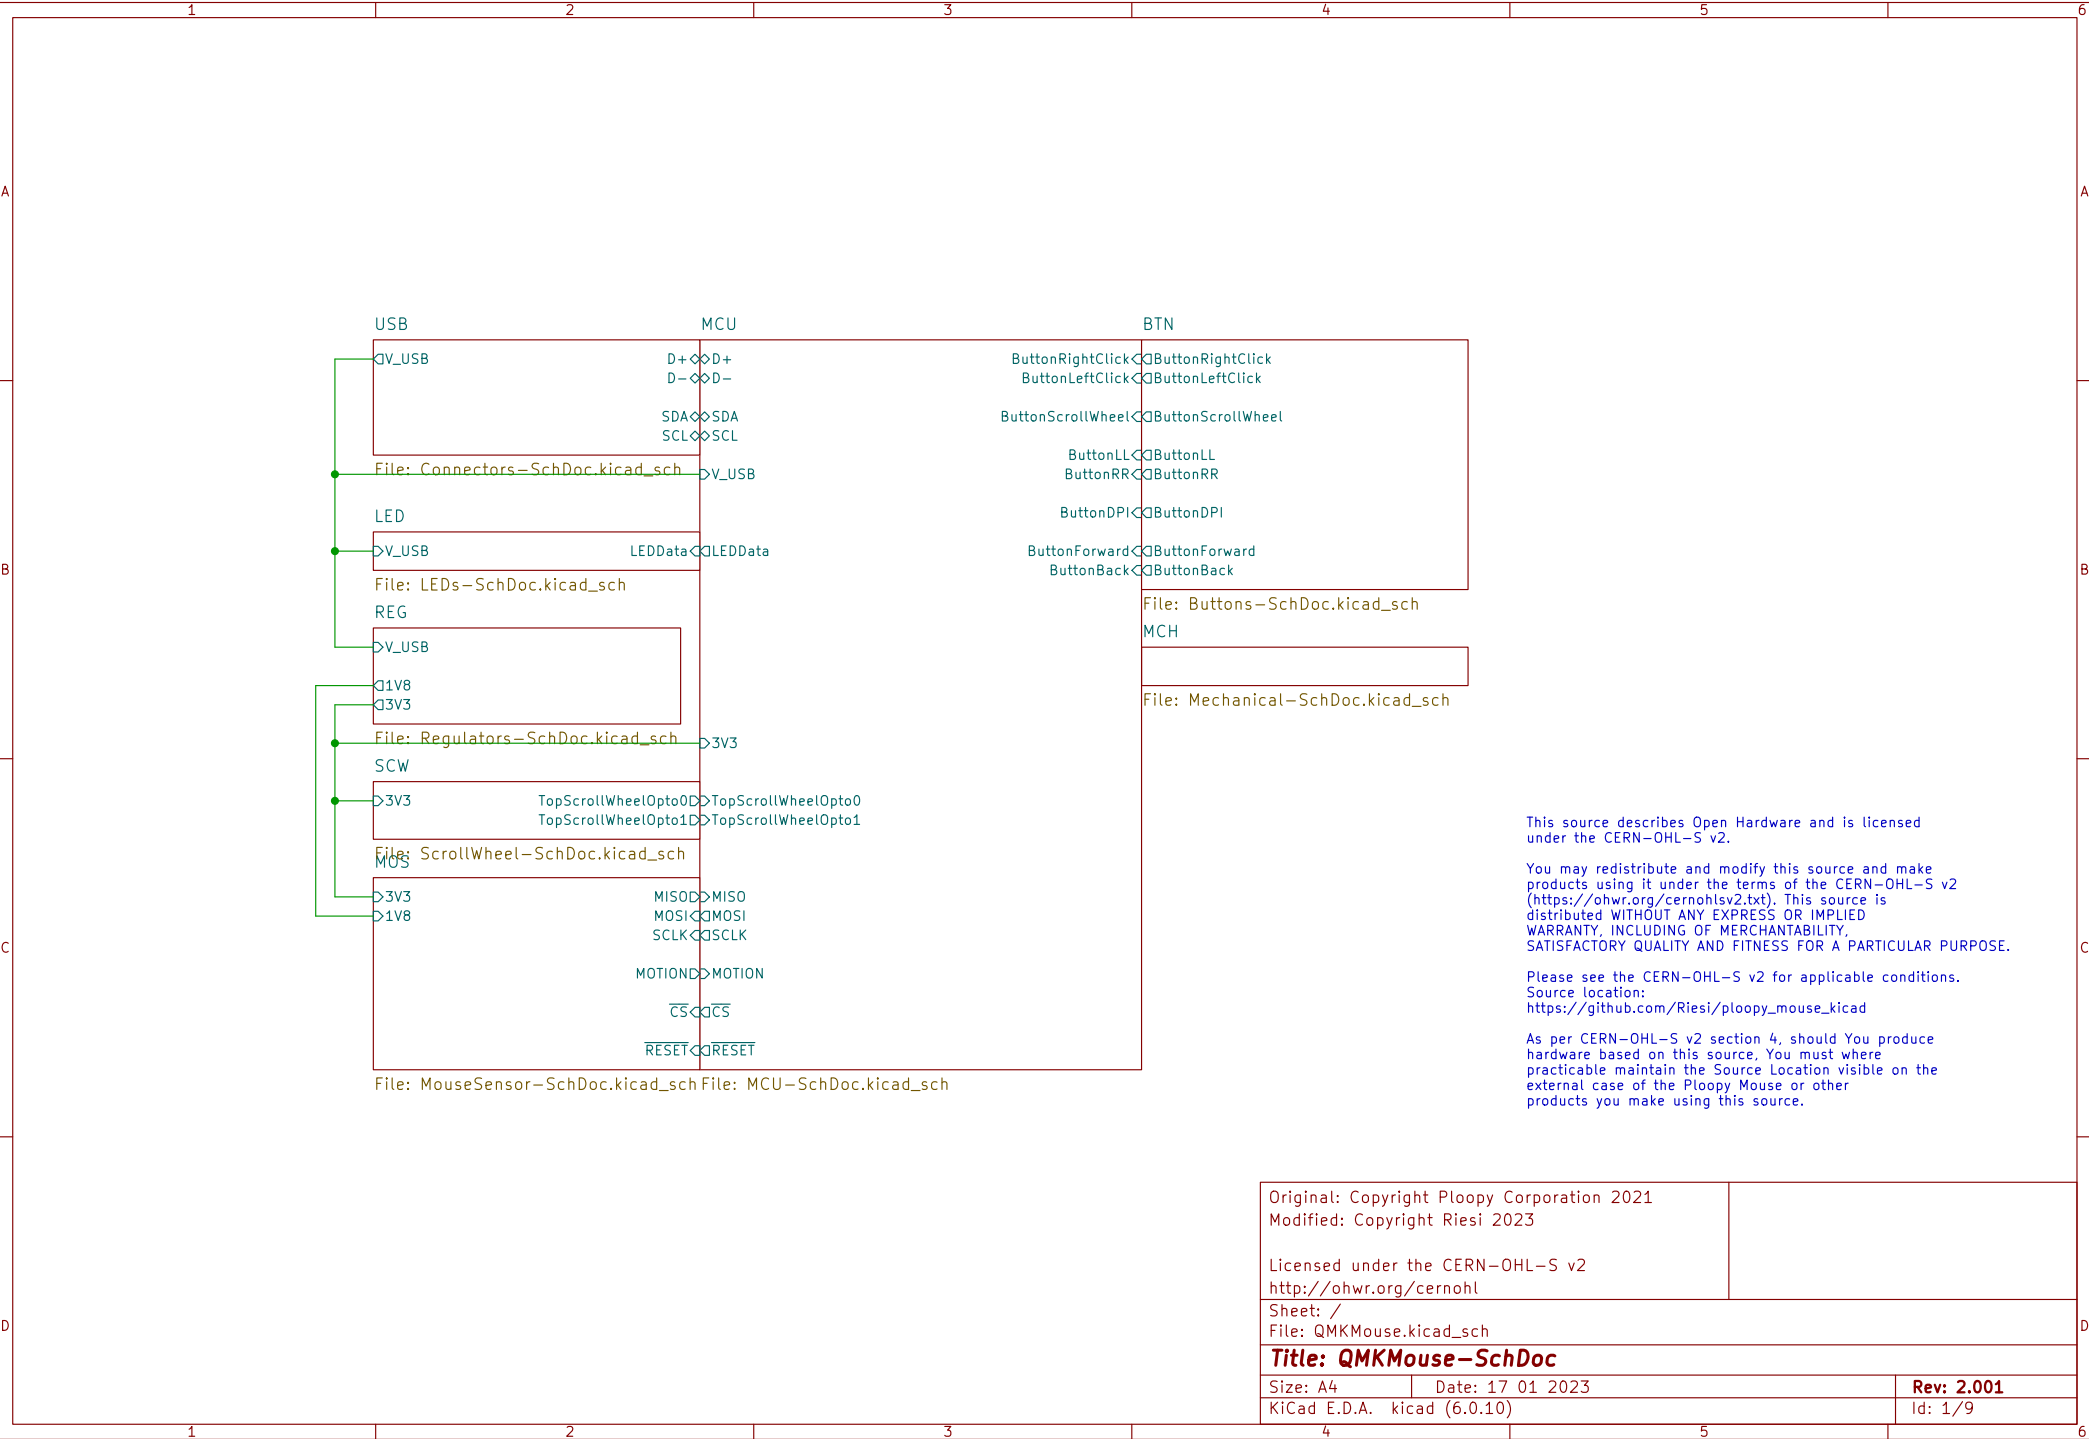 1 2 3 4 5 6
A A
USB MCU BTN
V_USB D+ D+ ButtonRightClick ButtonRightClick
D- D- ButtonLeftClick ButtonLeftClick
SDA SDA ButtonScrollWheel ButtonScrollWheel
SCL SCL
ButtonLL ButtonLL
File: Connectors-SchDoc.kicad_sch V_USB ButtonRR ButtonRR
LED ButtonDPI ButtonDPI
V_USB LEDData LEDData ButtonForward ButtonForward
B ButtonBack ButtonBack B
File: LEDs-SchDoc.kicad_sch
File: Buttons-SchDoc.kicad_sch
REG
MCH
V_USB
1V8
3V3 File: Mechanical-SchDoc.kicad_sch
File: Regulators-SchDoc.kicad_sch 3V3
SCW
3V3 TopScrollWheelOpto0 TopScrollWheelOpto0
TopScrollWheelOpto1 TopScrollWheelOpto1
File: ScrollWheel-SchDoc.kicad_sch
MOS
3V3 MISO MISO
1V8 MOSI MOSI
SCLK SCLK
C C
MOTION MOTION
CS CS
RESET RESET
File: MouseSensor-SchDoc.kicad_sch File: MCU-SchDoc.kicad_sch
This source describes Open Hardware and is licensed
under the CERN-OHL-S v2.
You may redistribute and modify this source and make
products using it under the terms of the CERN-OHL-S v2
(https://ohwr.org/cernohlsv2.txt). This source is
distributed WITHOUT ANY EXPRESS OR IMPLIED
WARRANTY, INCLUDING OF MERCHANTABILITY,
SATISFACTORY QUALITY AND FITNESS FOR A PARTICULAR PURPOSE.
Please see the CERN-OHL-S v2 for applicable conditions.
Source location:
https://github.com/Riesi/ploopy_mouse_kicad
As per CERN-OHL-S v2 section 4, should You produce
hardware based on this source, You must where
practicable maintain the Source Location visible on the
external case of the Ploopy Mouse or other
products you make using this source.
Original: Copyright Ploopy Corporation 2021
Modified: Copyright Riesi 2023
Licensed under the CERN-OHL-S v2
http://ohwr.org/cernohl
Sheet: /
D D
File: QMKMouse.kicad_sch
Title: QMKMouse-SchDoc
Size: A4 Date: 17 01 2023 Rev: 2.001
KiCad E.D.A. kicad (6.0.10) Id: 1/9
1 2 3 4 5 6